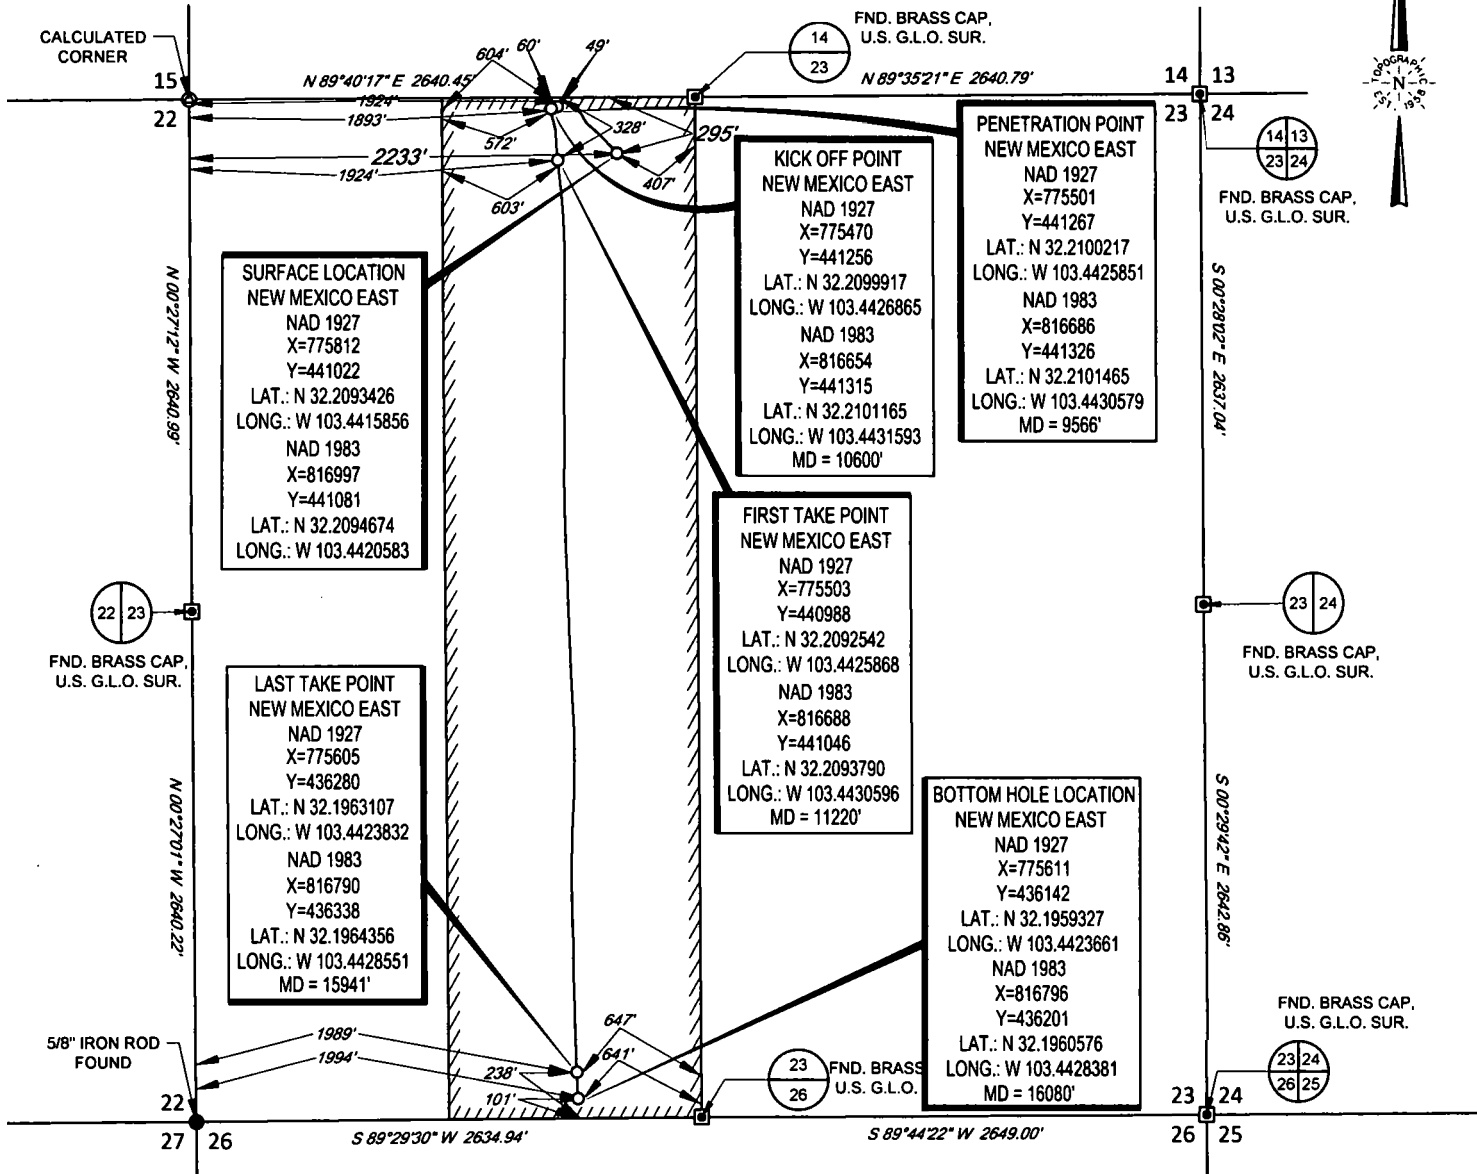 CALCULATED
CORNER
15
22
N 89°40'17" E 2640.45'
604'
60'
49'
FND. BRASS CAP,
U.S. G.L.O. SUR.
14
23
N 89°35'21" E 2640.79'
14 13
23 24
TOPOGRAPHIC
N
EST. 1958
1924'
1893'
572'
328'
295'
2233'
1924'
407'
603'
14 13
23 24
FND. BRASS CAP,
U.S. G.L.O. SUR.
PENETRATION POINT
NEW MEXICO EAST
NAD 1927
X=775501
Y=441267
LAT.: N 32.2100217
LONG.: W 103.4425851
NAD 1983
X=816686
Y=441326
LAT.: N 32.2101465
LONG.: W 103.4430579
MD = 9566'
KICK OFF POINT
NEW MEXICO EAST
NAD 1927
X=775470
Y=441256
LAT.: N 32.2099917
LONG.: W 103.4426865
NAD 1983
X=816654
Y=441315
LAT.: N 32.2101165
LONG.: W 103.4431593
MD = 10600'
SURFACE LOCATION
NEW MEXICO EAST
NAD 1927
X=775812
Y=441022
LAT.: N 32.2093426
LONG.: W 103.4415856
NAD 1983
X=816997
Y=441081
LAT.: N 32.2094674
LONG.: W 103.4420583
N 00°27'12" W 2640.99'
S 00°28'02" E 2637.04'
FIRST TAKE POINT
NEW MEXICO EAST
NAD 1927
X=775503
Y=440988
LAT.: N 32.2092542
LONG.: W 103.4425868
NAD 1983
X=816688
Y=441046
LAT.: N 32.2093790
LONG.: W 103.4430596
MD = 11220'
22 23
FND. BRASS CAP,
U.S. G.L.O. SUR.
23 24
FND. BRASS CAP,
U.S. G.L.O. SUR.
LAST TAKE POINT
NEW MEXICO EAST
NAD 1927
X=775605
Y=436280
LAT.: N 32.1963107
LONG.: W 103.4423832
NAD 1983
X=816790
Y=436338
LAT.: N 32.1964356
LONG.: W 103.4428551
MD = 15941'
N 00°27'01" W 2640.22'
S 00°29'42" E 2642.86'
BOTTOM HOLE LOCATION
NEW MEXICO EAST
NAD 1927
X=775611
Y=436142
LAT.: N 32.1959327
LONG.: W 103.4423661
NAD 1983
X=816796
Y=436201
LAT.: N 32.1960576
LONG.: W 103.4428381
MD = 16080'
5/8" IRON ROD
FOUND
1989'
1994'
647'
641'
238'
101'
23
26
FND. BRASS
U.S. G.L.O.
FND. BRASS CAP,
U.S. G.L.O. SUR.
23 24
26 25
22
27 26
S 89°29'30" W 2634.94'
S 89°44'22" W 2649.00'
23 24
26 25